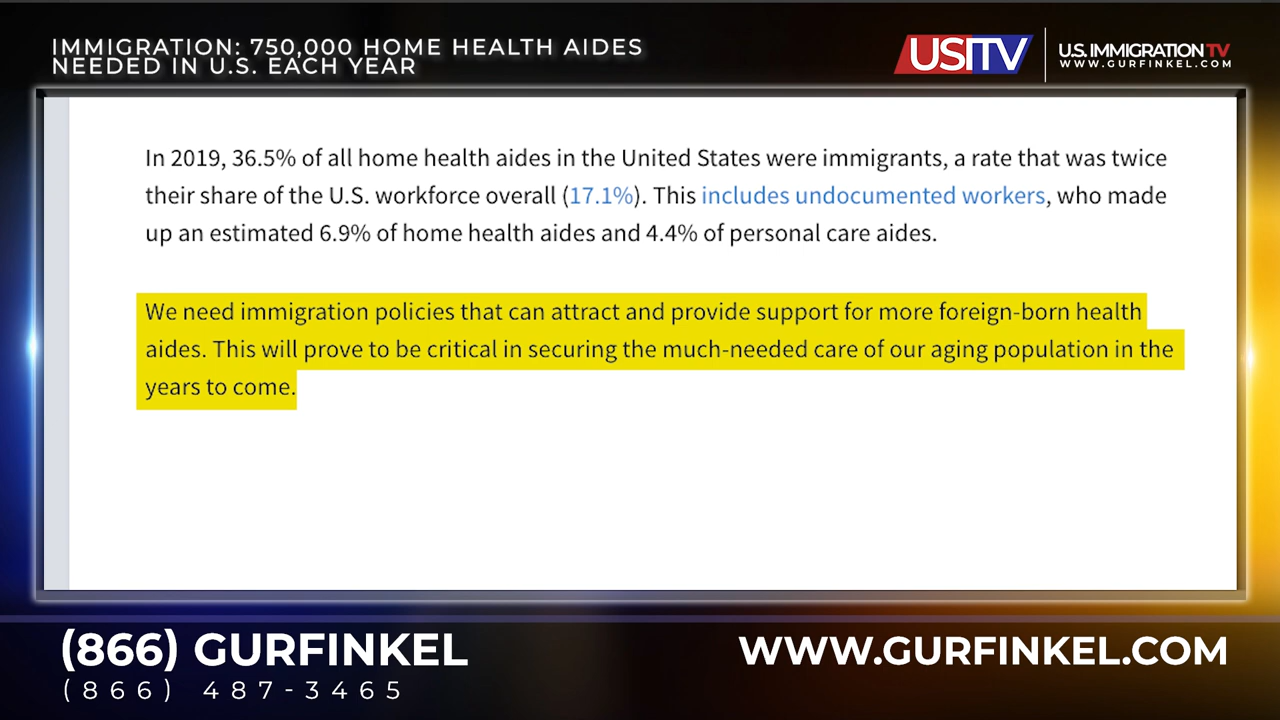 IMMIGRATION: 750,000 HOME HEALTH AIDES
NEEDED IN U.S. EACH YEAR
USITV
U.S. IMMIGRATION TV
WWW.GURFINKEL.COM
In 2019, 36.5% of all home health aides in the United States were immigrants, a rate that was twice
their share of the U.S. workforce overall (17.1%). This includes undocumented workers, who made
up an estimated 6.9% of home health aides and 4.4% of personal care aides.
We need immigration policies that can attract and provide support for more foreign-born health
aides. This will prove to be critical in securing the much-needed care of our aging population in the
years to come.
(866) GURFINKEL
(866) 487-3465
WWW.GURFINKEL.COM